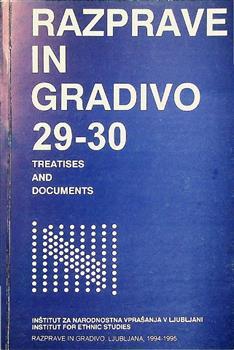 RAZPRAVE
IN
GRADIVO
29-30
TREATISES
AND
DOCUMENTS
INŠTITUT ZA NARODNOSTNA VPRAŠANJA V LJUBLJANI
INSTITUT FOR ETHNIC STUDIES
RAZPRAVE IN GRADIVO. LJUBLJANA, 1994-1995